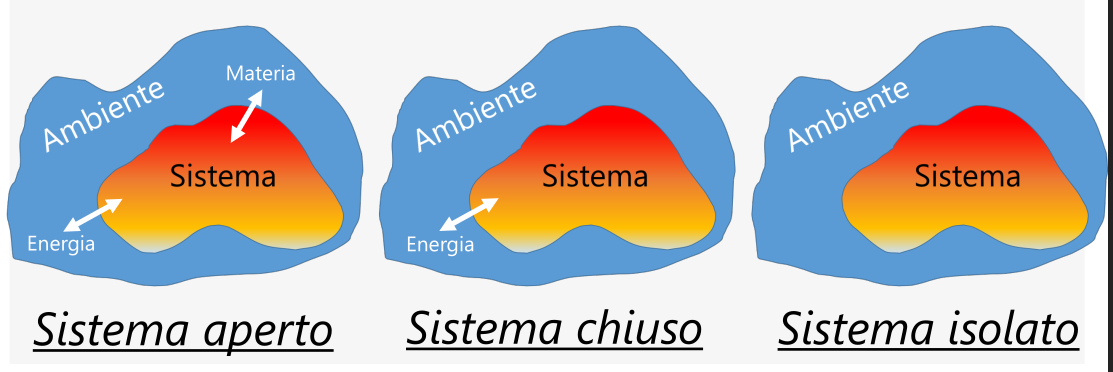 Ambiente
Materia
Sistema
Energia
Sistema aperto
Ambiente
Sistema
Energia
Sistema chiuso
Ambiente
Sistema
Sistema isolato